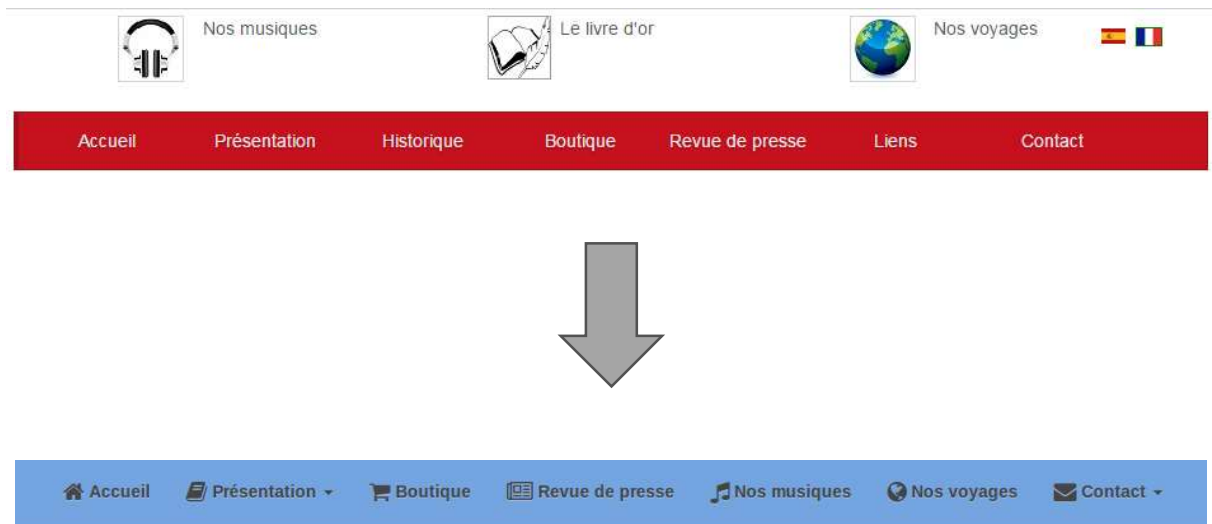 Nos musiques Le livre d'or Nos voyages
Accueil Présentation Historique Boutique Revue de presse Liens Contact
Accueil Présentation Boutique Revue de presse Nos musiques Nos voyages Contact